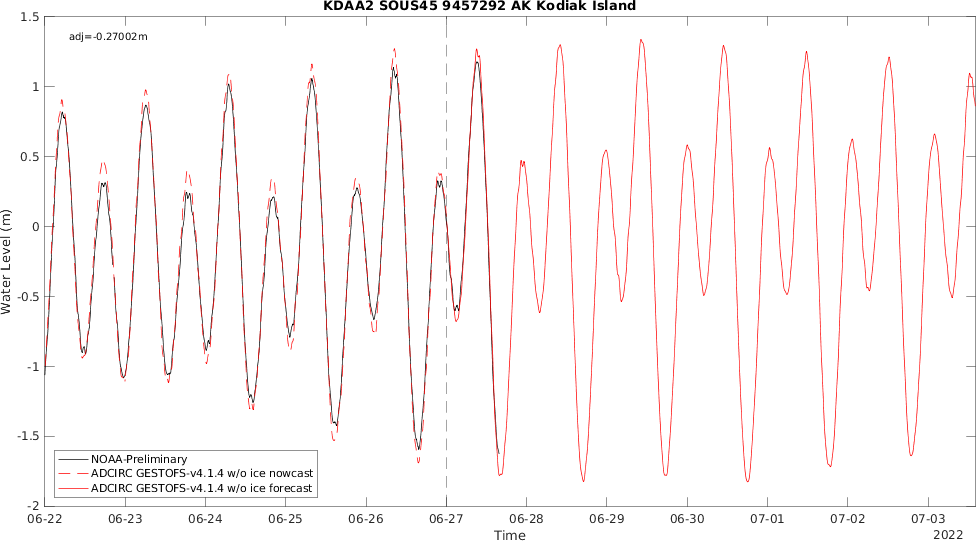 KDAA2 SOUS45 9457292 AK Kodiak Island
adj=-0.27002m
Water Level (m)
1.5
1
0.5
0
-0.5
-1
-1.5
-2
NOAA-Preliminary
ADCIRC GESTOFS-v4.1.4 w/o ice nowcast
ADCIRC GESTOFS-v4.1.4 w/o ice forecast
06-22 06-23 06-24 06-25 06-26 06-27 06-28 06-29 06-30 07-01 07-02 07-03
Time
2022